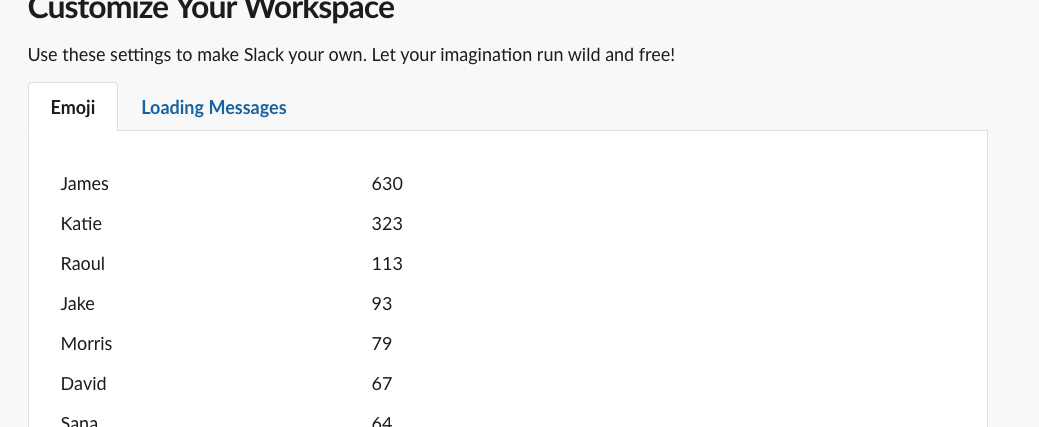 Customize Your Workspace
Use these settings to make Slack your own. Let your imagination run wild and free!
Emoji Loading Messages
James 630
Katie 323
Raoul 113
Jake 93
Morris 79
David 67
Sana 64